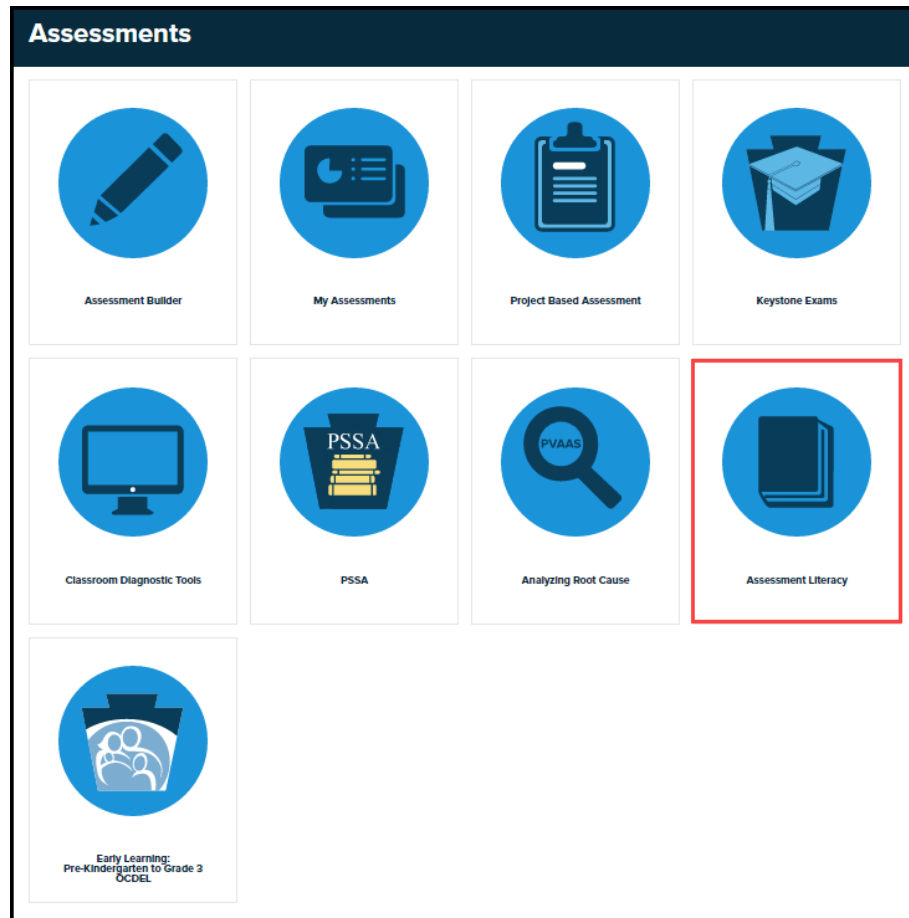 Assessments
Assessment Builder
My Assessments
Project Based Assessment
Keystone Exams
PSSA
PVAAS
Classroom Diagnostic Tools
PSSA
Analyzing Root Cause
Assessment Literacy
Early Learning:
Pre-Kindergarten to Grade 3
OCDEL